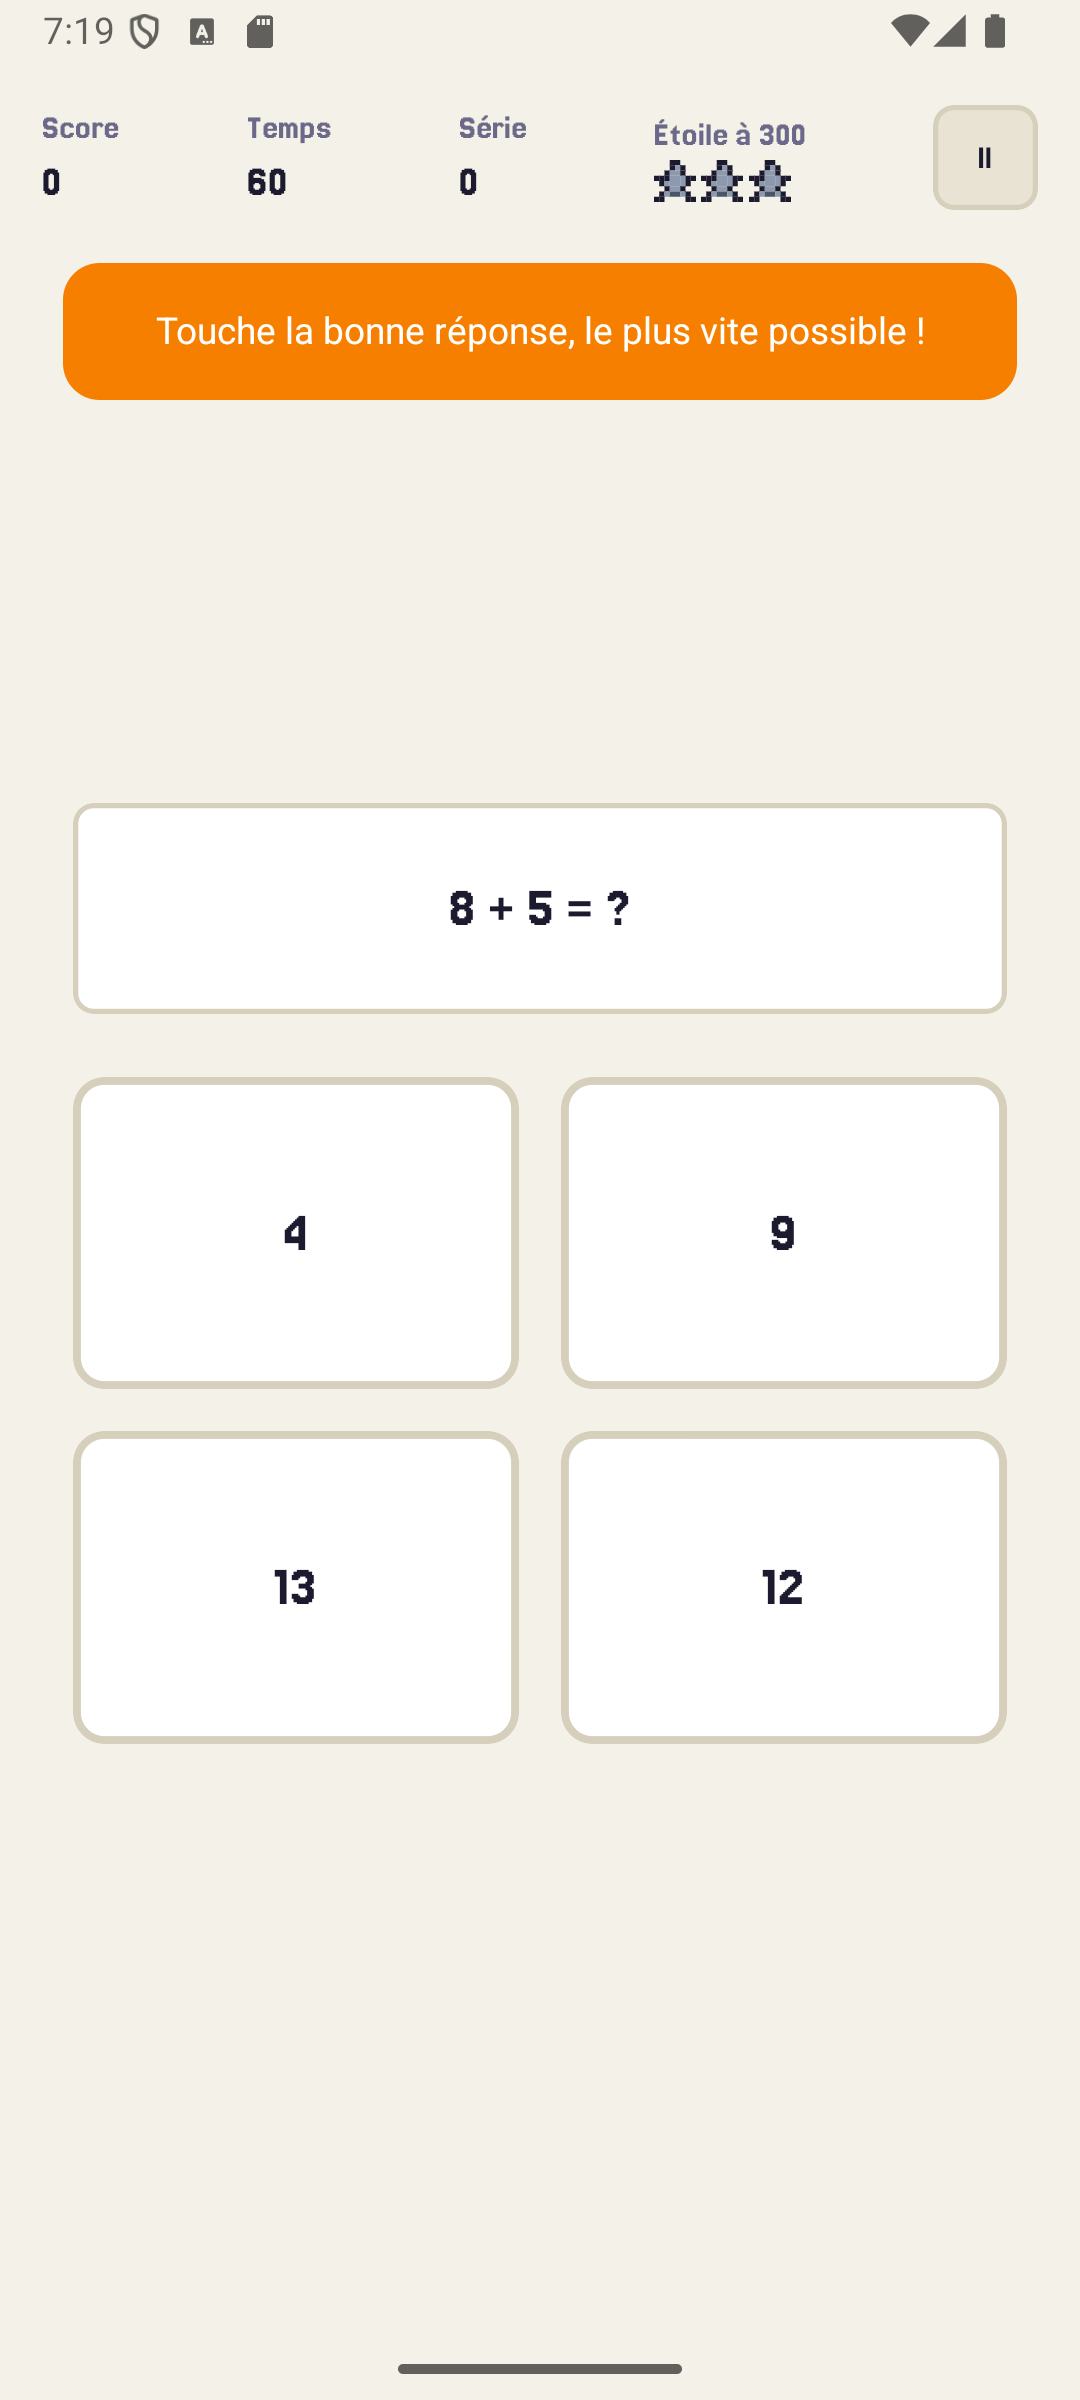 7:19
Score
0
Temps
60
Série
0
Étoile à 300
Touche la bonne réponse, le plus vite possible !
8 + 5 = ?
4
9
13
12